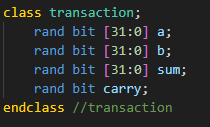 class transaction;
    rand bit [31:0] a;
    rand bit [31:0] b;
    rand bit [31:0] sum;
    rand bit carry;
endclass //transaction